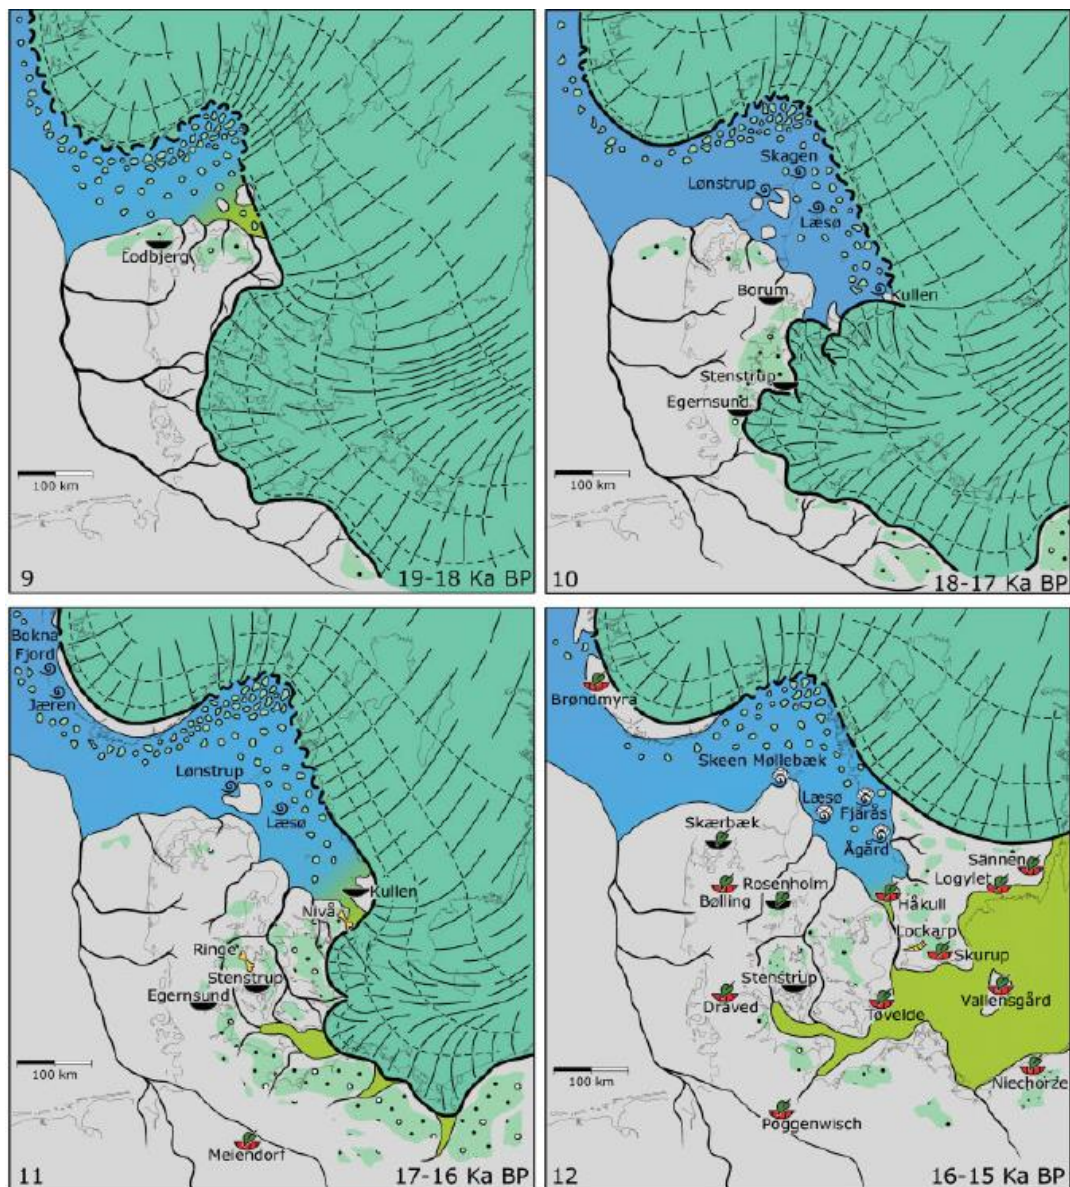 Lodbjerg
100 km
9
19-18 Ka BP
Skagen
Lønstrup
Læsø
Kullen
Borum
Stenstrup
Egernsund
100 km
10
18-17 Ka BP
Bokna
Fjord
Jæren
Lønstrup
Læsø
Kullen
Nivå
Ringe
Stenstrup
Egernsund
100 km
Meiendorf
11
17-16 Ka BP
Brøndmyra
Skeen Møllebæk
Læsø
Fjärås
Skærbæk
Ågård
Sännen
Logylet
Rosenholm
Bølling
Håkull
Lockarp
Skurup
Stenstrup
Vallensgård
Draved
Tøvelde
100 km
Niechorze
Poggenwisch
12
16-15 Ka BP